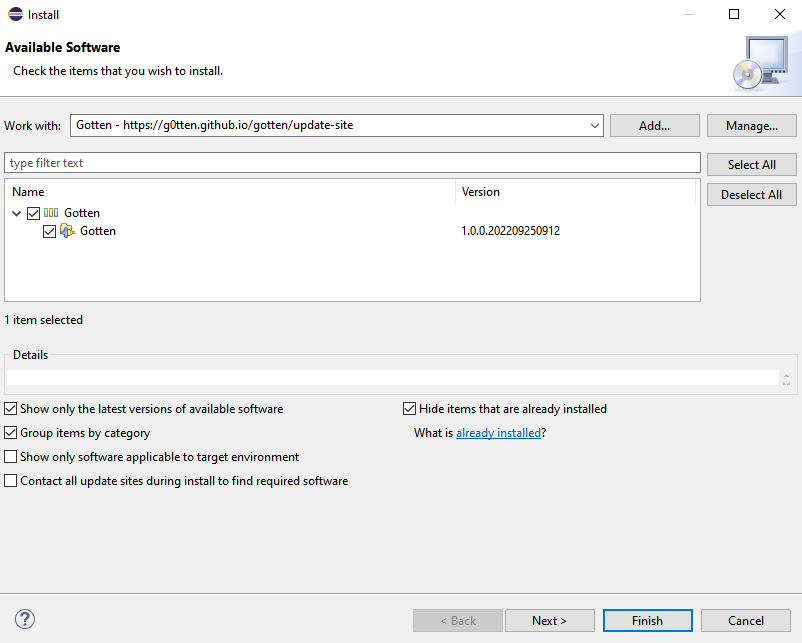 Install
Available Software
Check the items that you wish to install.
Work with: Gotten - https://g0tten.github.io/gotten/update-site Add... Manage...
type filter text Select All
Deselect All
Name Version
Gotten
Gotten 1.0.0.202209250912
1 item selected
Details
Show only the latest versions of available software Hide items that are already installed
Group items by category What is already installed?
Show only software applicable to target environment
Contact all update sites during install to find required software
? < Back Next > Finish Cancel